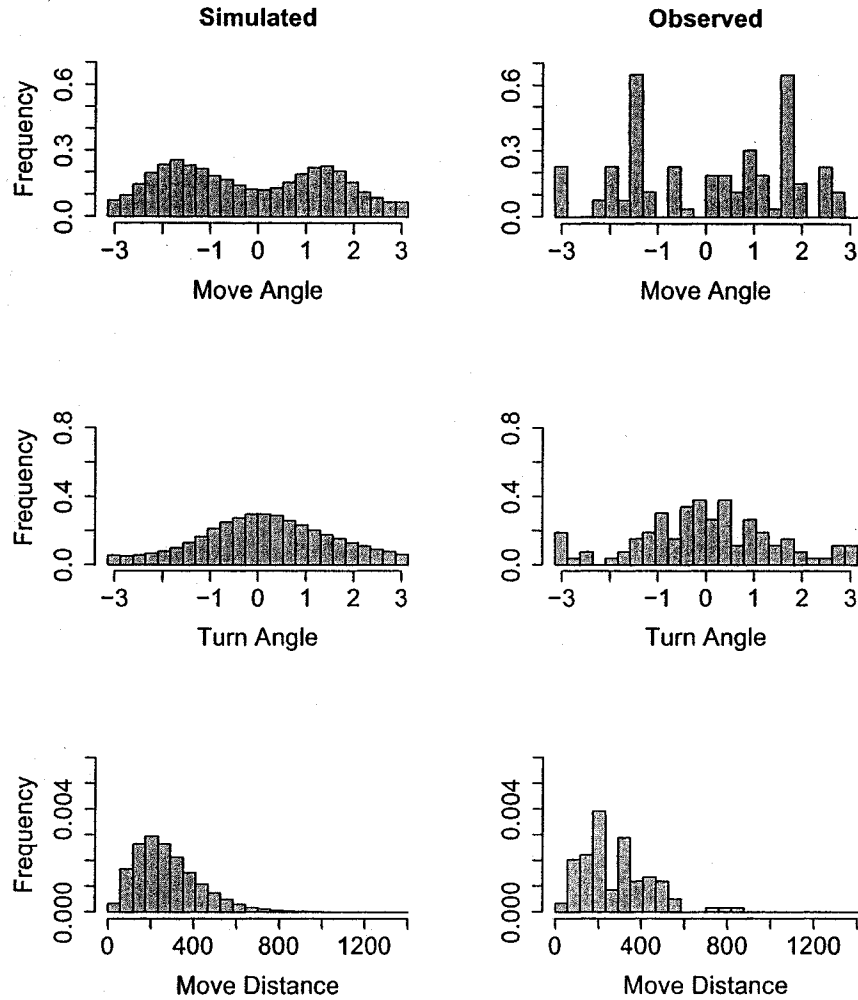 Simulated
Observed
Frequency
0.0 0.3 0.6
-3 -1 0 1 2 3
Move Angle
0.0 0.3 0.6
-3 -1 0 1 2 3
Move Angle
Frequency
0.0 0.4 0.8
-3 -1 0 1 2 3
Turn Angle
0.0 0.4 0.8
-3 -1 0 1 2 3
Turn Angle
Frequency
0.000 0.004
0 400 800 1200
Move Distance
0.000 0.004
0 400 800 1200
Move Distance